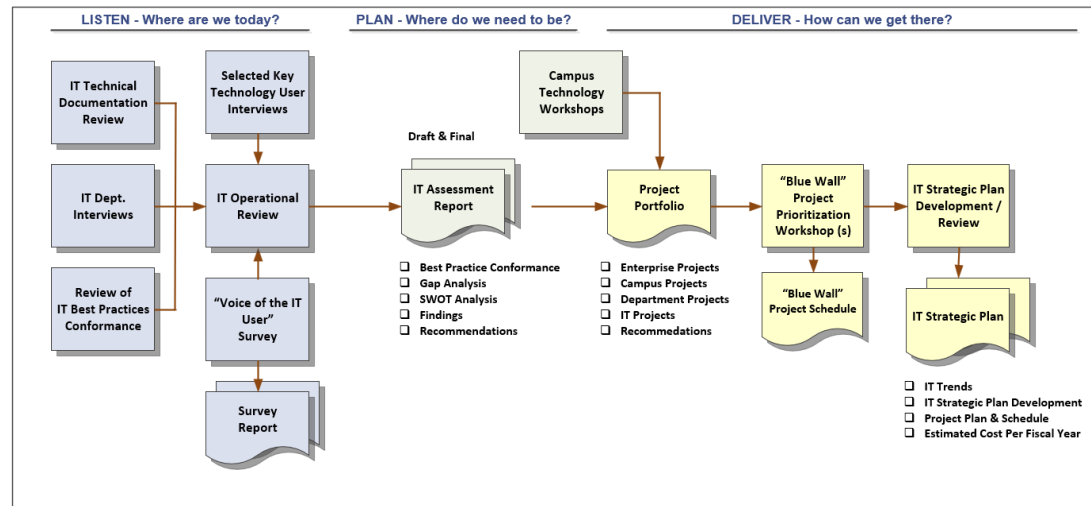 LISTEN - Where are we today?
PLAN - Where do we need to be?
DELIVER - How can we get there?
IT Technical
Documentation
Review
Selected Key
Technology User
Interviews
Campus
Technology
Workshops
Draft & Final
IT Dept.
Interviews
IT Operational
Review
IT Assessment
Report
Project
Portfolio
“Blue Wall”
Project
Prioritization
Workshop (s)
IT Strategic Plan
Development /
Review
Review of
IT Best Practices
Conformance
“Voice of the IT
User”
Survey
Survey
Report
❑ Best Practice Conformance
❑ Gap Analysis
❑ SWOT Analysis
❑ Findings
❑ Recommendations
❑ Enterprise Projects
❑ Campus Projects
❑ Department Projects
❑ IT Projects
❑ Recommedations
“Blue Wall”
Project Schedule
IT Strategic Plan
❑ IT Trends
❑ IT Strategic Plan Development
❑ Project Plan & Schedule
❑ Estimated Cost Per Fiscal Year